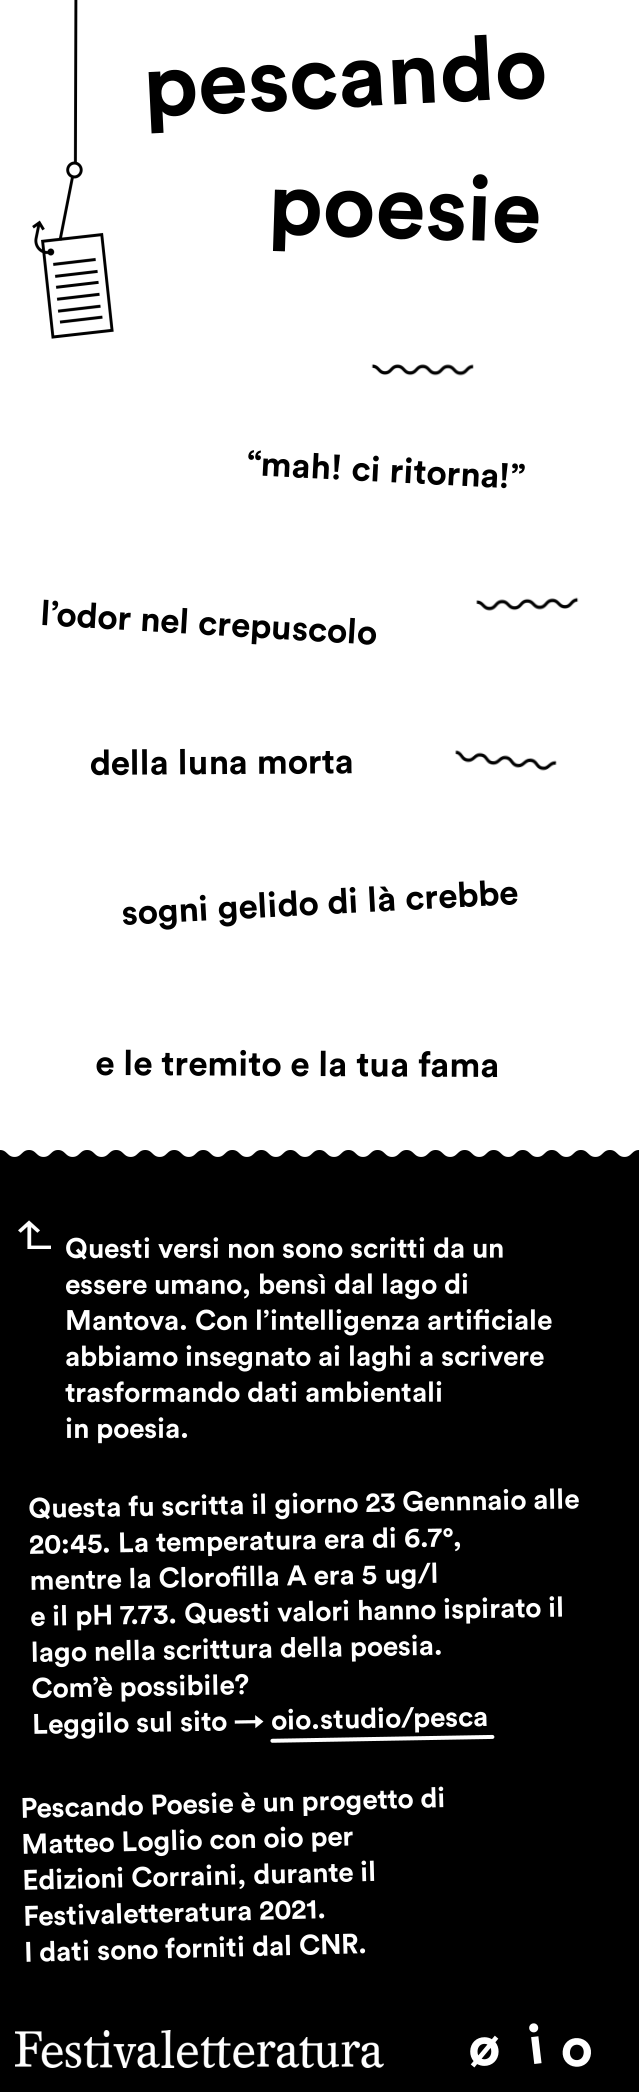 pescando
poesie
“mah! ci ritorna!”
l’odor nel crepuscolo
della luna morta
sogni gelido di là crebbe
e le tremito e la tua fama
Questi versi non sono scritti da un
essere umano, bensì dal lago di
Mantova. Con l’intelligenza artificiale
abbiamo insegnato ai laghi a scrivere
trasformando dati ambientali
in poesia.
Questa fu scritta il giorno 23 Gennnaio alle
20:45. La temperatura era di 6.7°,
mentre la Clorofilla A era 5 ug/l
e il pH 7.73. Questi valori hanno ispirato il
lago nella scrittura della poesia.
Com’è possibile?
Leggilo sul sito → oio.studio/pesca
Pescando Poesie è un progetto di
Matteo Loglio con oio per
Edizioni Corraini, durante il
Festivaletteratura 2021.
I dati sono forniti dal CNR.
Festivaletteratura øio